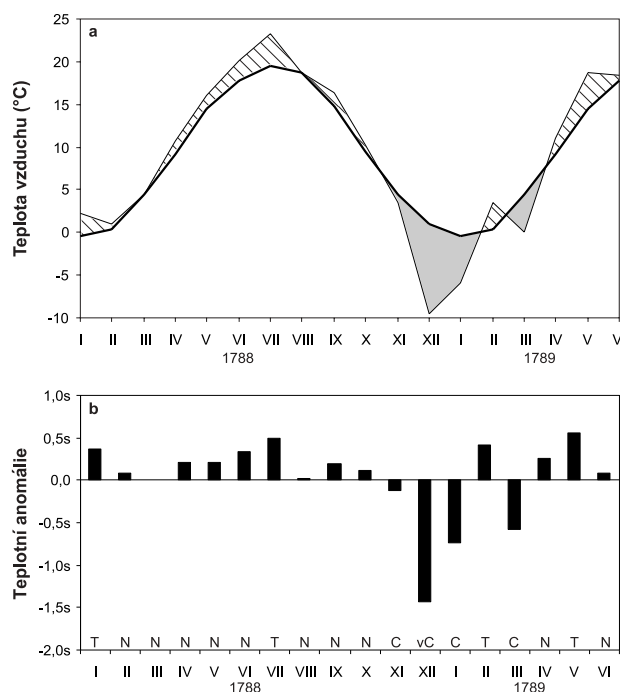 25
a
20
15
10
5
0
-5
-10
Teplota vzduchu (°C)
I II III IV V VI VII VIII IX X XI XII I II III IV V V
1788 1789
1,0s
b
0,5s
0,0
-0,5s
-1,0s
-1,5s
-2,0s
Teplotní anomálie
T N N N N N T N N N C vC C T C N T N
I II III IV V VI VII VIII IX X XI XII I II III IV V VI
1788 1789